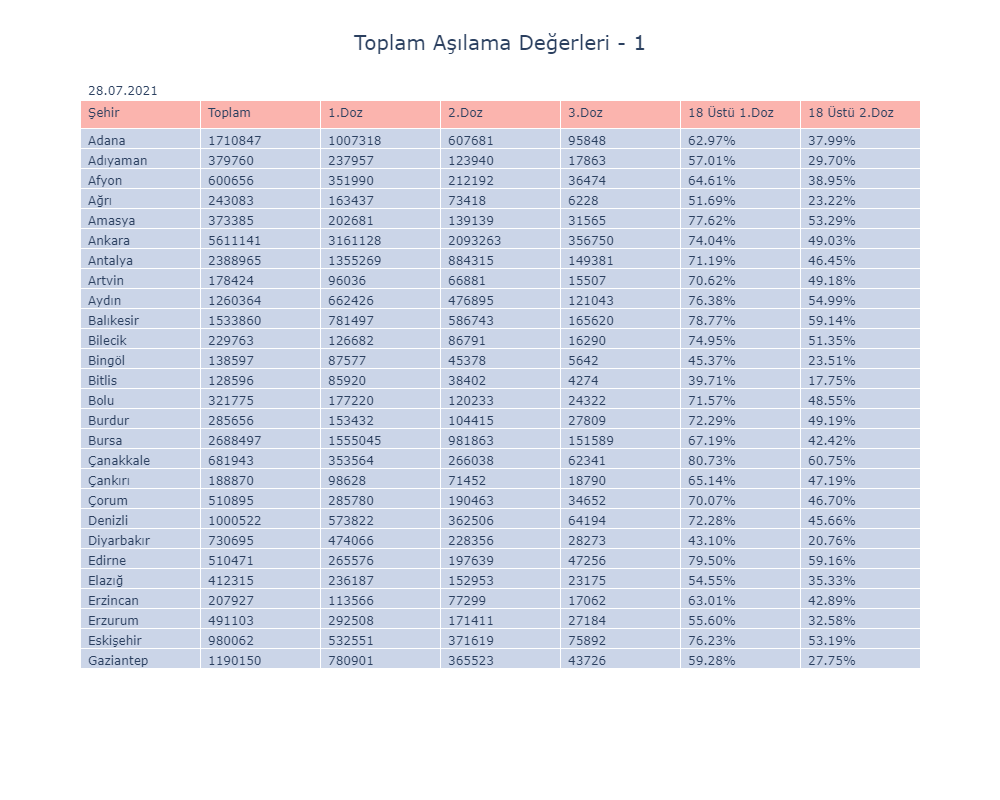 Toplam Aşılama Değerleri - 1
28.07.2021
Şehir Toplam 1.Doz 2.Doz 3.Doz 18 Üstü 1.Doz 18 Üstü 2.Doz
Adana 1710847 1007318 607681 95848 62.97% 37.99%
Adıyaman 379760 237957 123940 17863 57.01% 29.70%
Afyon 600656 351990 212192 36474 64.61% 38.95%
Ağrı 243083 163437 73418 6228 51.69% 23.22%
Amasya 373385 202681 139139 31565 77.62% 53.29%
Ankara 5611141 3161128 2093263 356750 74.04% 49.03%
Antalya 2388965 1355269 884315 149381 71.19% 46.45%
Artvin 178424 96036 66881 15507 70.62% 49.18%
Aydın 1260364 662426 476895 121043 76.38% 54.99%
Balıkesir 1533860 781497 586743 165620 78.77% 59.14%
Bilecik 229763 126682 86791 16290 74.95% 51.35%
Bingöl 138597 87577 45378 5642 45.37% 23.51%
Bitlis 128596 85920 38402 4274 39.71% 17.75%
Bolu 321775 177220 120233 24322 71.57% 48.55%
Burdur 285656 153432 104415 27809 72.29% 49.19%
Bursa 2688497 1555045 981863 151589 67.19% 42.42%
Çanakkale 681943 353564 266038 62341 80.73% 60.75%
Çankırı 188870 98628 71452 18790 65.14% 47.19%
Çorum 510895 285780 190463 34652 70.07% 46.70%
Denizli 1000522 573822 362506 64194 72.28% 45.66%
Diyarbakır 730695 474066 228356 28273 43.10% 20.76%
Edirne 510471 265576 197639 47256 79.50% 59.16%
Elazığ 412315 236187 152953 23175 54.55% 35.33%
Erzincan 207927 113566 77299 17062 63.01% 42.89%
Erzurum 491103 292508 171411 27184 55.60% 32.58%
Eskişehir 980062 532551 371619 75892 76.23% 53.19%
Gaziantep 1190150 780901 365523 43726 59.28% 27.75%